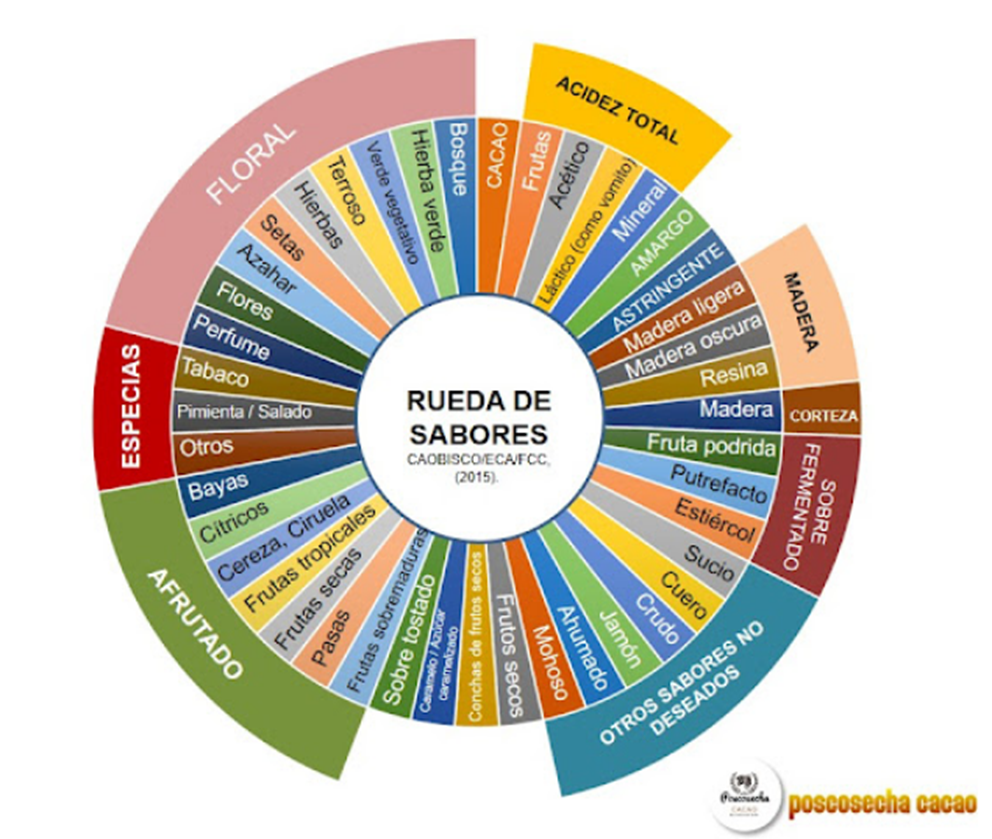 FLORAL
ACIDEZ TOTAL
MADERA
CORTEZA
SOBRE
FERMENTADO
OTROS SABORES NO
DESEADOS
AFRUTADO
ESPECIAS
CACAO
Frutas
Acético
Láctico (como vomito)
Mineral
AMARGO
ASTRINGENTE
Madera ligera
Madera oscura
Resina
Madera
Fruta podrida
Putrefacto
Estiércol
Sucio
Cuero
Crudo
Jamón
Ahumado
Mohoso
Frutos secos
Conchas de frutos secos
Caramelo / Azúcar
caramelizado
Sobre tostado
Frutas sobremaduras
Pasas
Frutas secas
Frutas tropicales
Cereza, Ciruela
Cítricos
Bayas
Otros
Pimienta / Salado
Tabaco
Perfume
Flores
Azahar
Setas
Hierbas
Terroso
Verde vegetativo
Hierba verde
Bosque
RUEDA DE
SABORES
CAOBISCO/ECA/FCC,
(2015).
Poscosecha
CACAO
poscosecha cacao